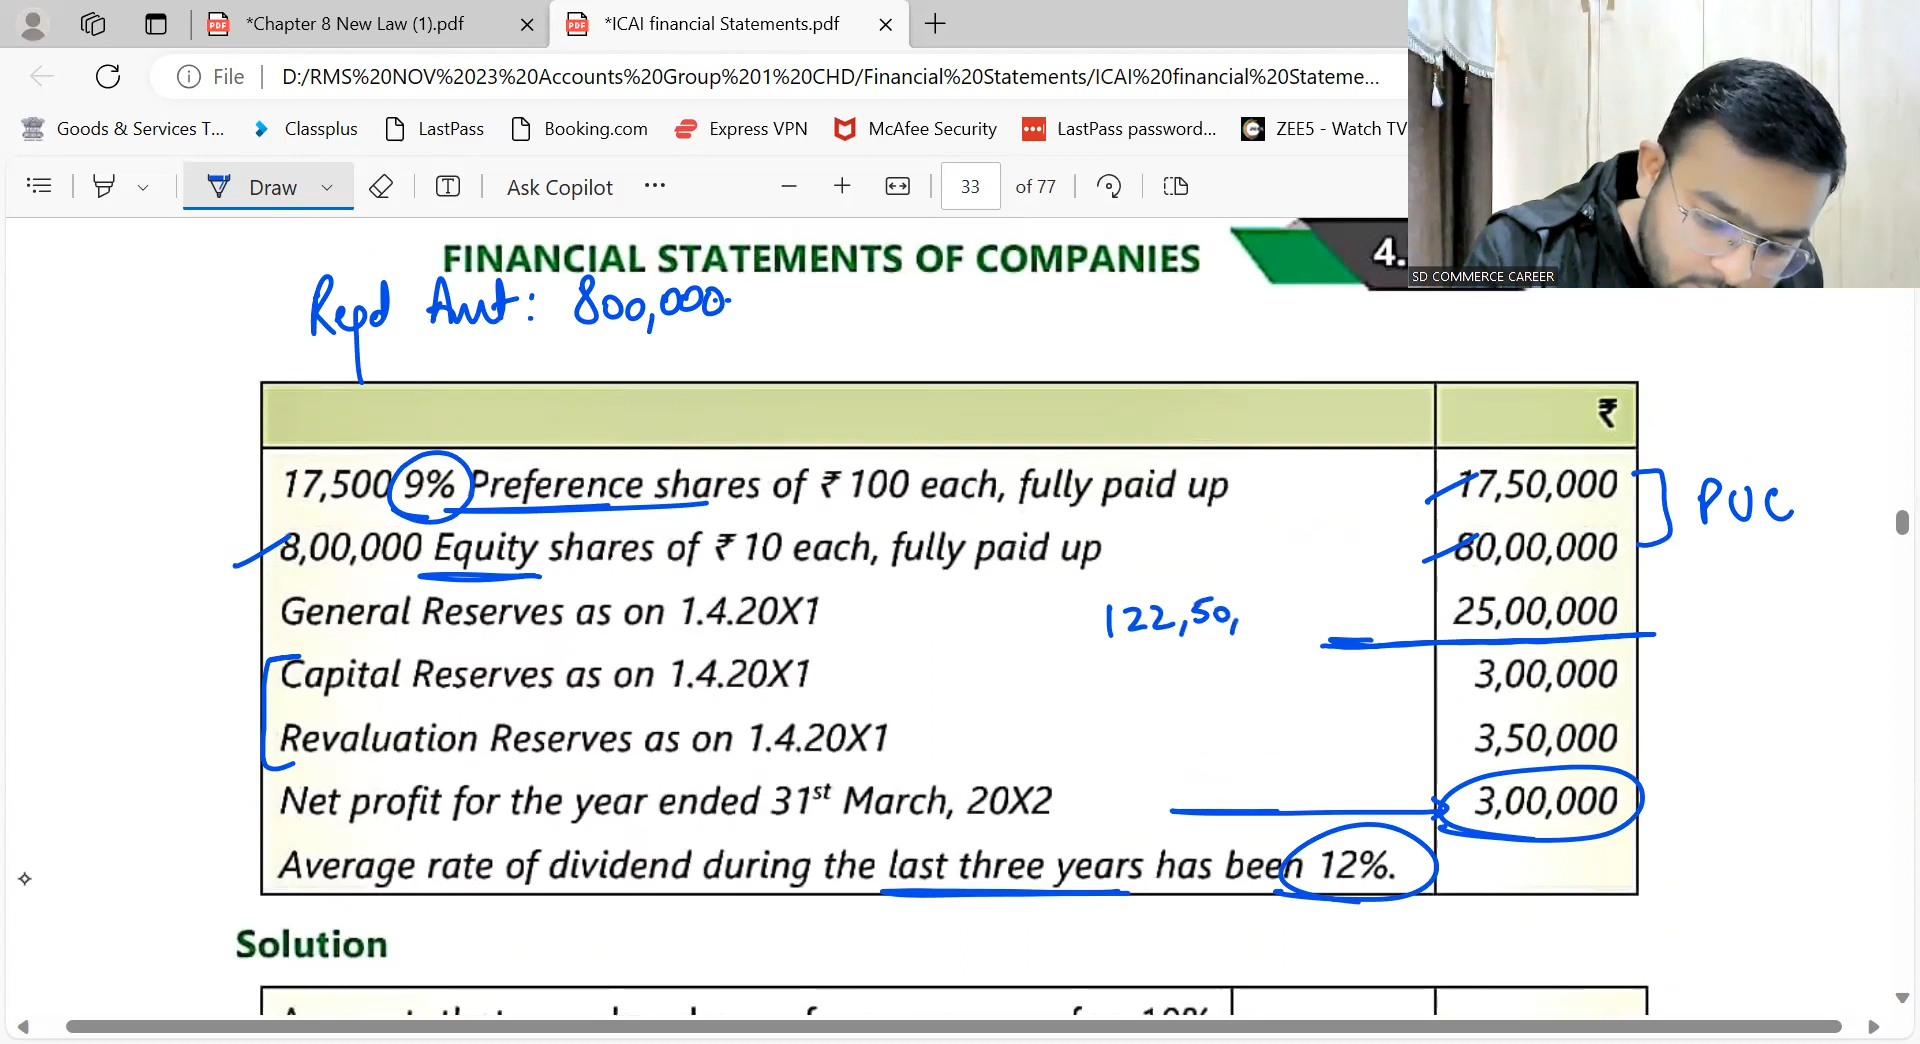 *Chapter 8 New Law (1).pdf
*ICAI financial Statements.pdf
File D:/RMS%20NOV%2023%20Accounts%20Group%201%20CHD/Financial%20Statements/ICAI%20financial%20Stateme...
Goods & Services T... Classplus LastPass Booking.com Express VPN McAfee Security LastPass password... ZEE5 - Watch TV
Draw Ask Copilot ... 33 of 77
SD COMMERCE CAREER
FINANCIAL STATEMENTS OF COMPANIES 4.
Reqd Amt: 800,000
₹
17,500 9% Preference shares of ₹ 100 each, fully paid up 17,50,000
PUC
8,00,000 Equity shares of ₹ 10 each, fully paid up 80,00,000
General Reserves as on 1.4.20X1 122,50, 25,00,000
Capital Reserves as on 1.4.20X1 3,00,000
Revaluation Reserves as on 1.4.20X1 3,50,000
Net profit for the year ended 31st March, 20X2 3,00,000
Average rate of dividend during the last three years has been 12%.
Solution